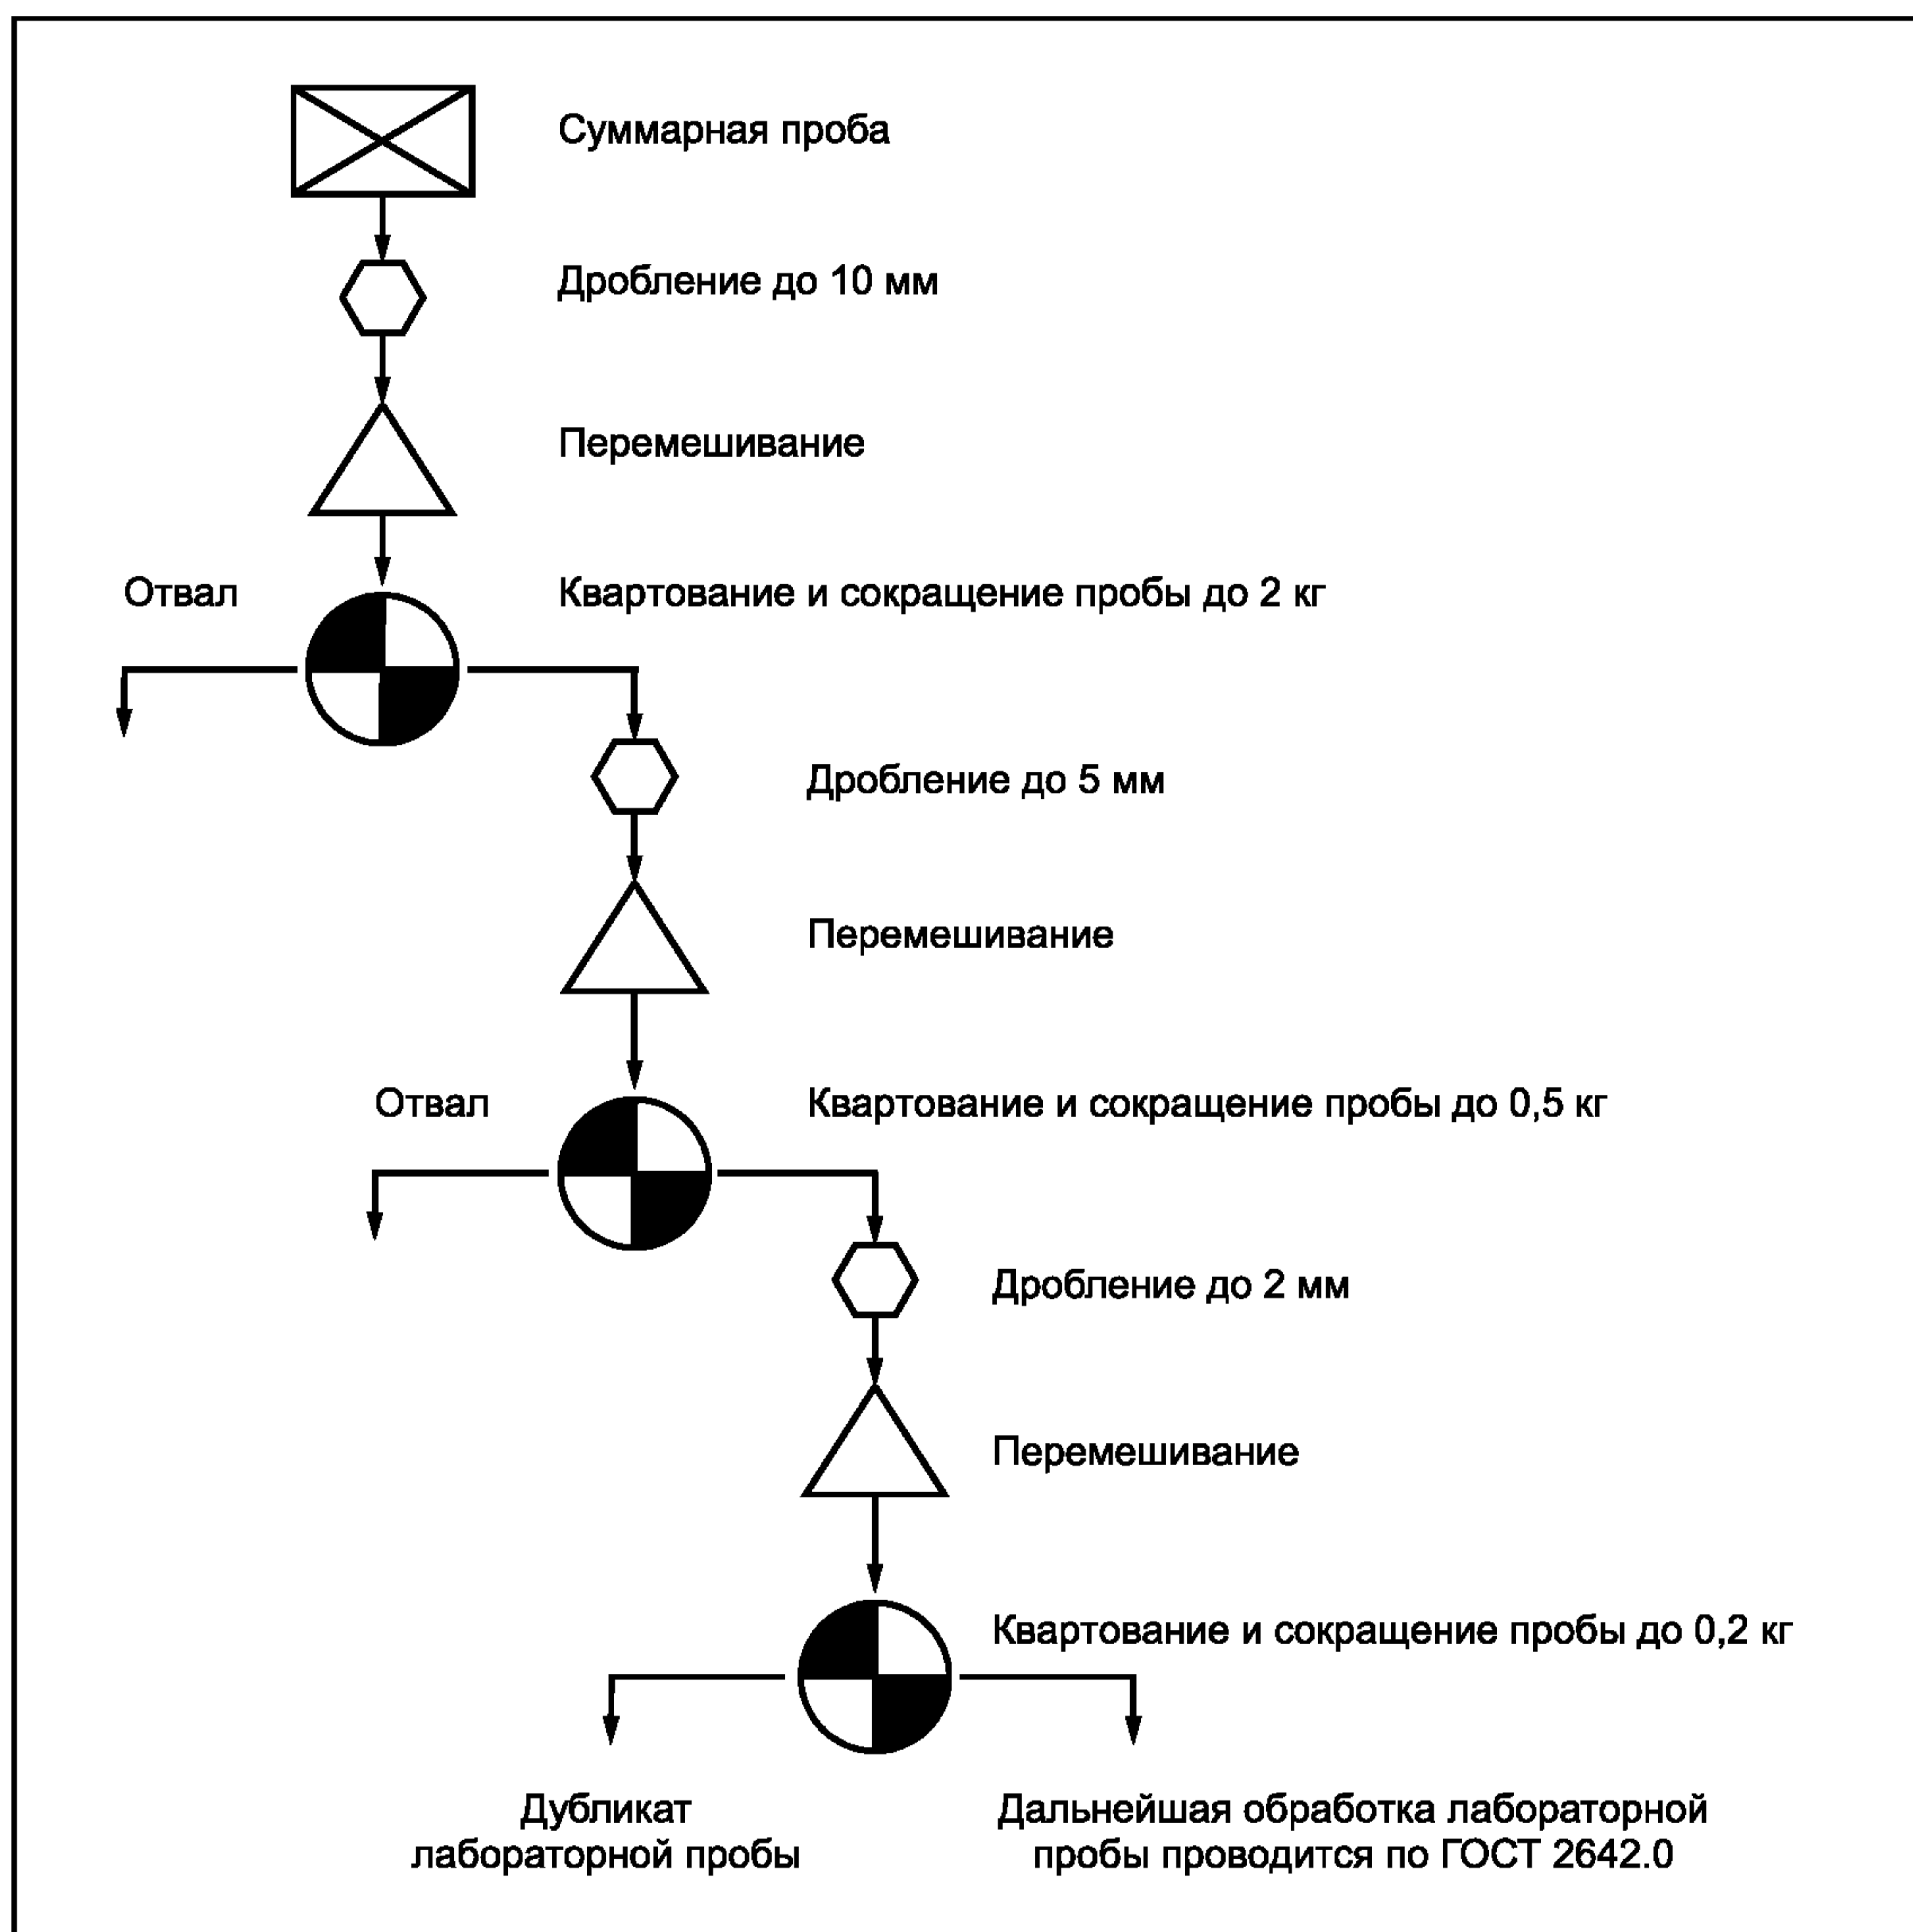 Суммарная проба
Дробление до 10 мм
Перемешивание
Отвал
Квартование и сокращение пробы до 2 кг
Дробление до 5 мм
Перемешивание
Отвал
Квартование и сокращение пробы до 0,5 кг
Дробление до 2 мм
Перемешивание
Квартование и сокращение пробы до 0,2 кг
Дубликат
лабораторной пробы
Дальнейшая обработка лабораторной
пробы проводится по ГОСТ 2642.0